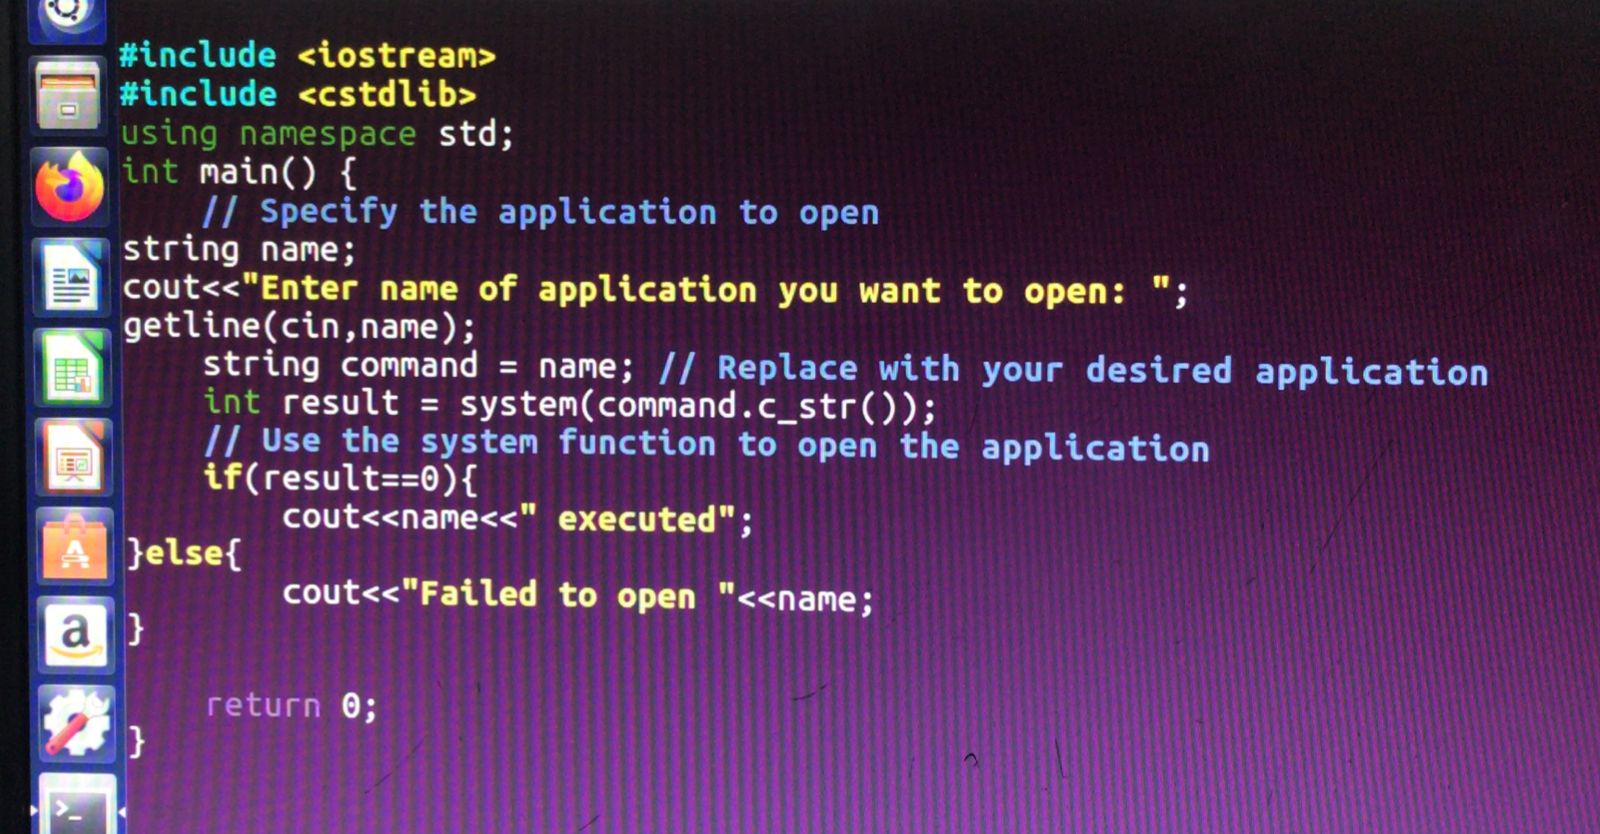 #include <iostream>
#include <cstdlib>
using namespace std;
int main() {
    // Specify the application to open
string name;
cout<<"Enter name of application you want to open: ";
getline(cin,name);
    string command = name; // Replace with your desired application
    int result = system(command.c_str());
    // Use the system function to open the application
    if(result==0){
        cout<<name<<" executed";
}else{
        cout<<"Failed to open "<<name;
}
    return 0;
}